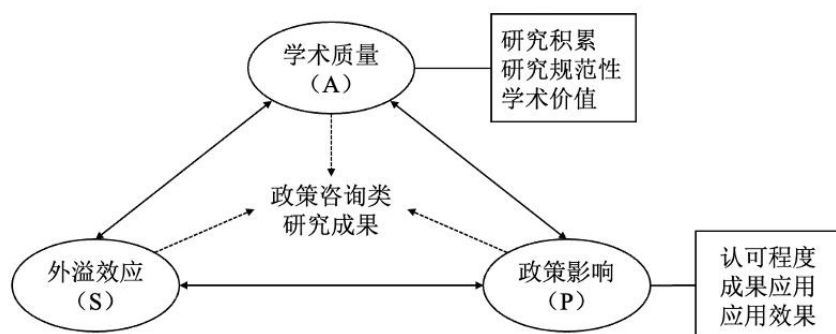 学术质量
（A）
研究积累
研究规范性
学术价值
政策咨询类
研究成果
外溢效应
（S）
政策影响
（P）
认可程度
成果应用
应用效果